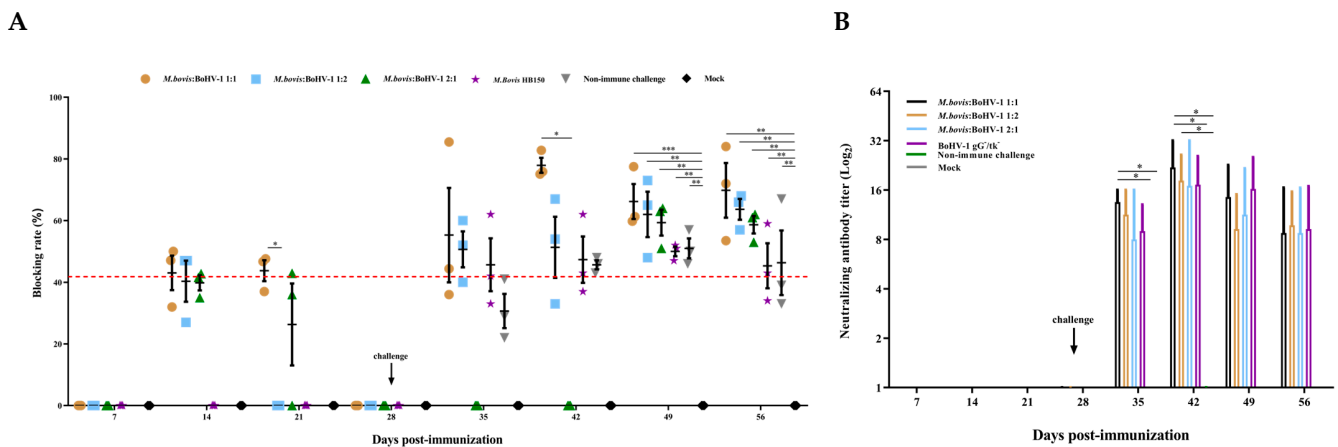 A
M.bovis:BoHV-1 1:1 M.bovis:BoHV-1 1:2 M.bovis:BoHV-1 2:1 M.Bovis HB150 Non-immune challenge Mock
Blocking rate (%)
100
80
60
40
20
0
*
*
***
**
**
**
**
**
**
**
**
**
challenge
7 14 21 28 35 42 49 56
Days post-immunization
B
M.bovis:BoHV-1 1:1
M.bovis:BoHV-1 1:2
M.bovis:BoHV-1 2:1
BoHV-1 gG-/tk-
Non-immune challenge
Mock
Neutralizing antibody titer (Log2)
64
32
16
8
4
2
1
*
*
*
*
*
challenge
7 14 21 28 35 42 49 56
Days post-immunization